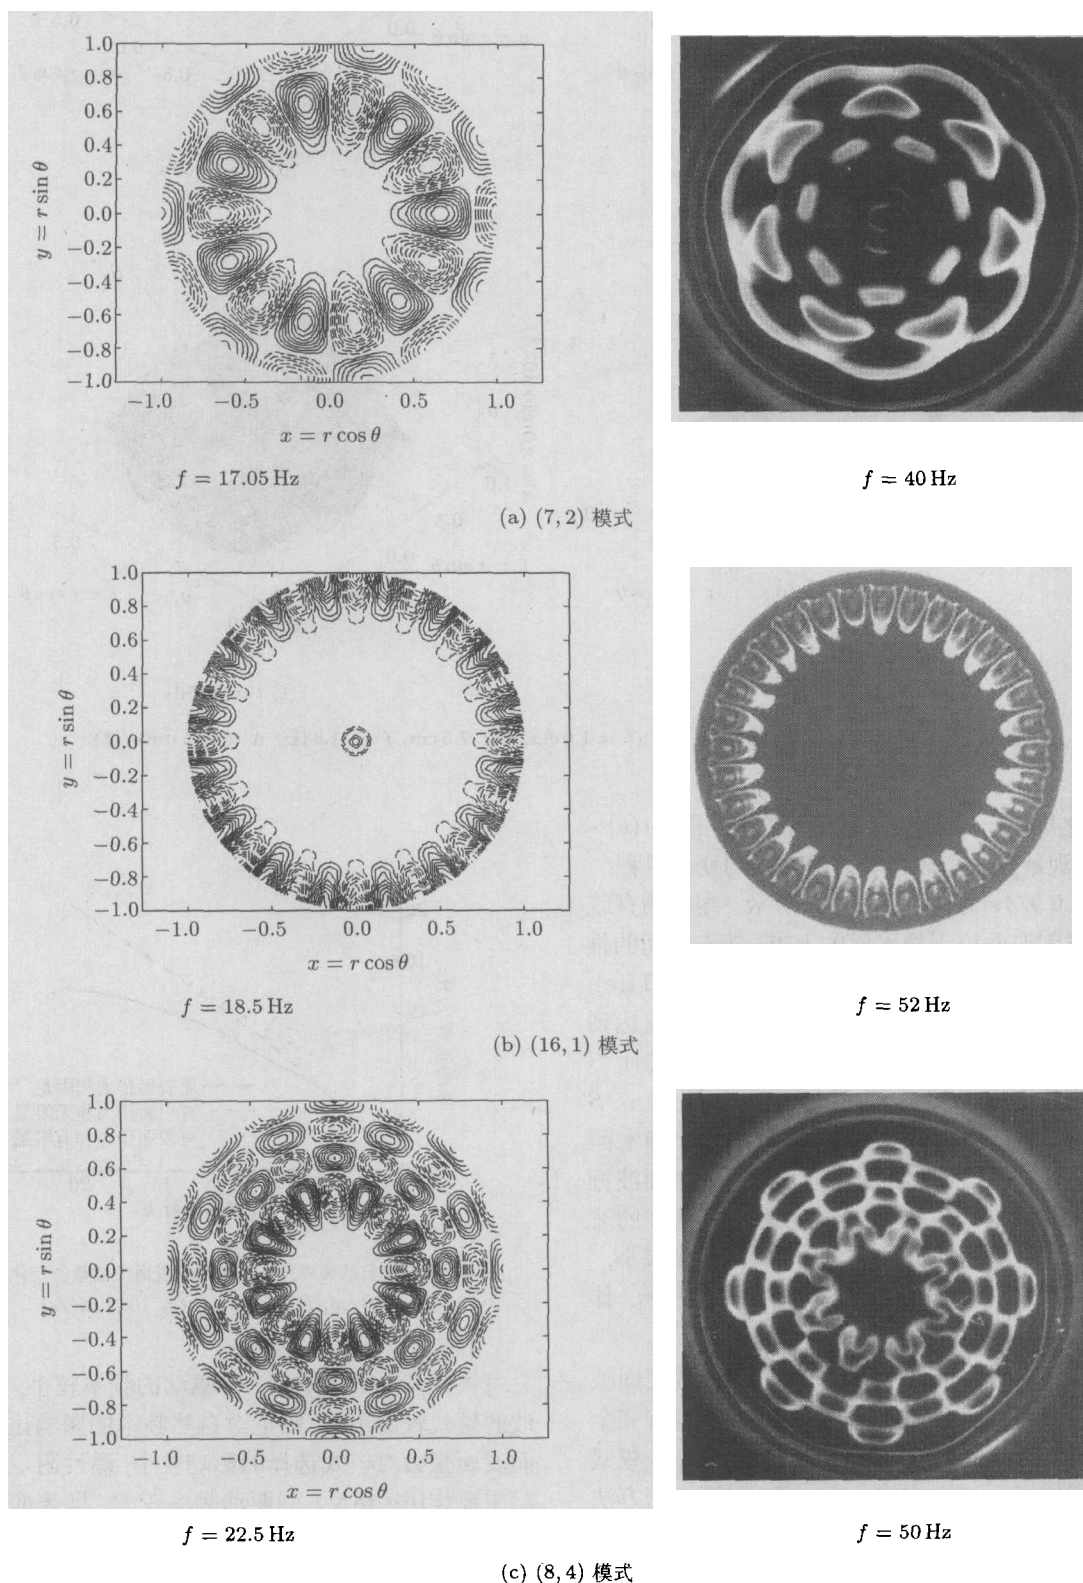 1.0
0.8
0.6
0.4
0.2
0.0
−0.2
−0.4
−0.6
−0.8
−1.0
y = r sin θ
−1.0 −0.5 0.0 0.5 1.0
x = r cos θ
f = 17.05 Hz
f = 40 Hz
(a) (7, 2) 模式
1.0
0.8
0.6
0.4
0.2
0.0
−0.2
−0.4
−0.6
−0.8
−1.0
y = r sin θ
−1.0 −0.5 0.0 0.5 1.0
x = r cos θ
f = 18.5 Hz
f = 52 Hz
(b) (16, 1) 模式
1.0
0.8
0.6
0.4
0.2
0.0
−0.2
−0.4
−0.6
−0.8
−1.0
y = r sin θ
−1.0 −0.5 0.0 0.5 1.0
x = r cos θ
f = 22.5 Hz
f = 50 Hz
(c) (8, 4) 模式